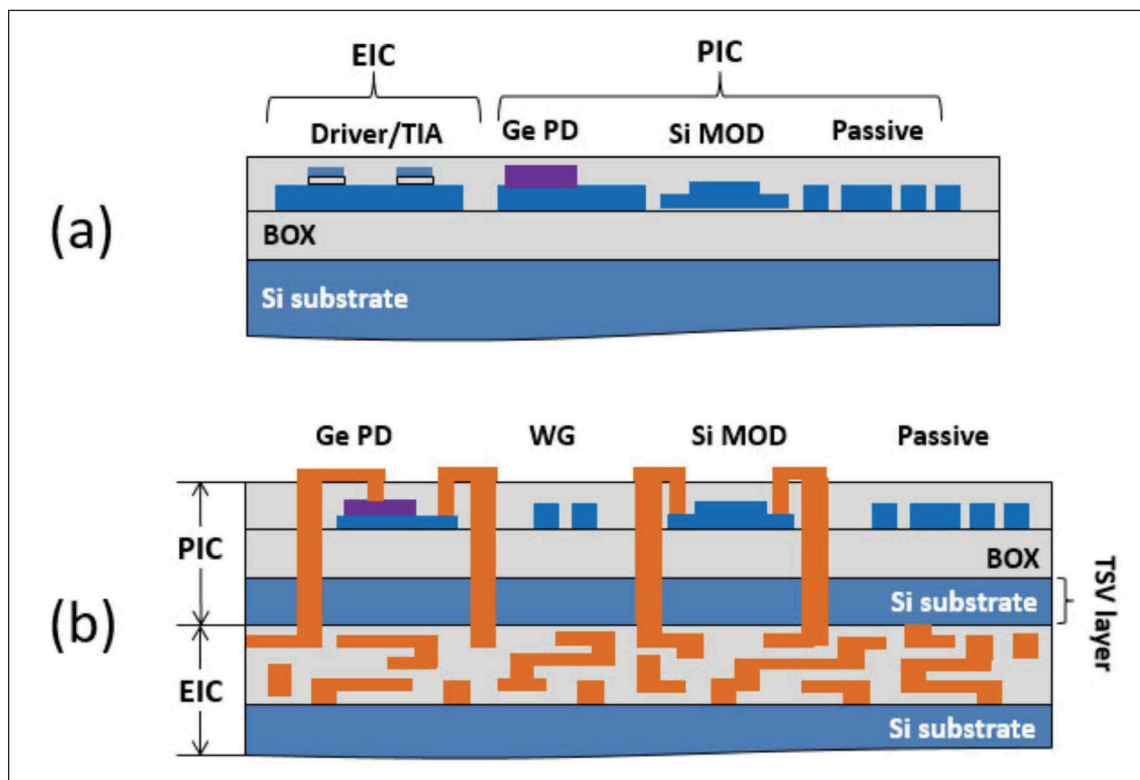 EIC
PIC
Driver/TIA
Ge PD
Si MOD
Passive
(a)
BOX
Si substrate
Ge PD
WG
Si MOD
Passive
PIC
BOX
(b)
Si substrate
TSV layer
EIC
Si substrate